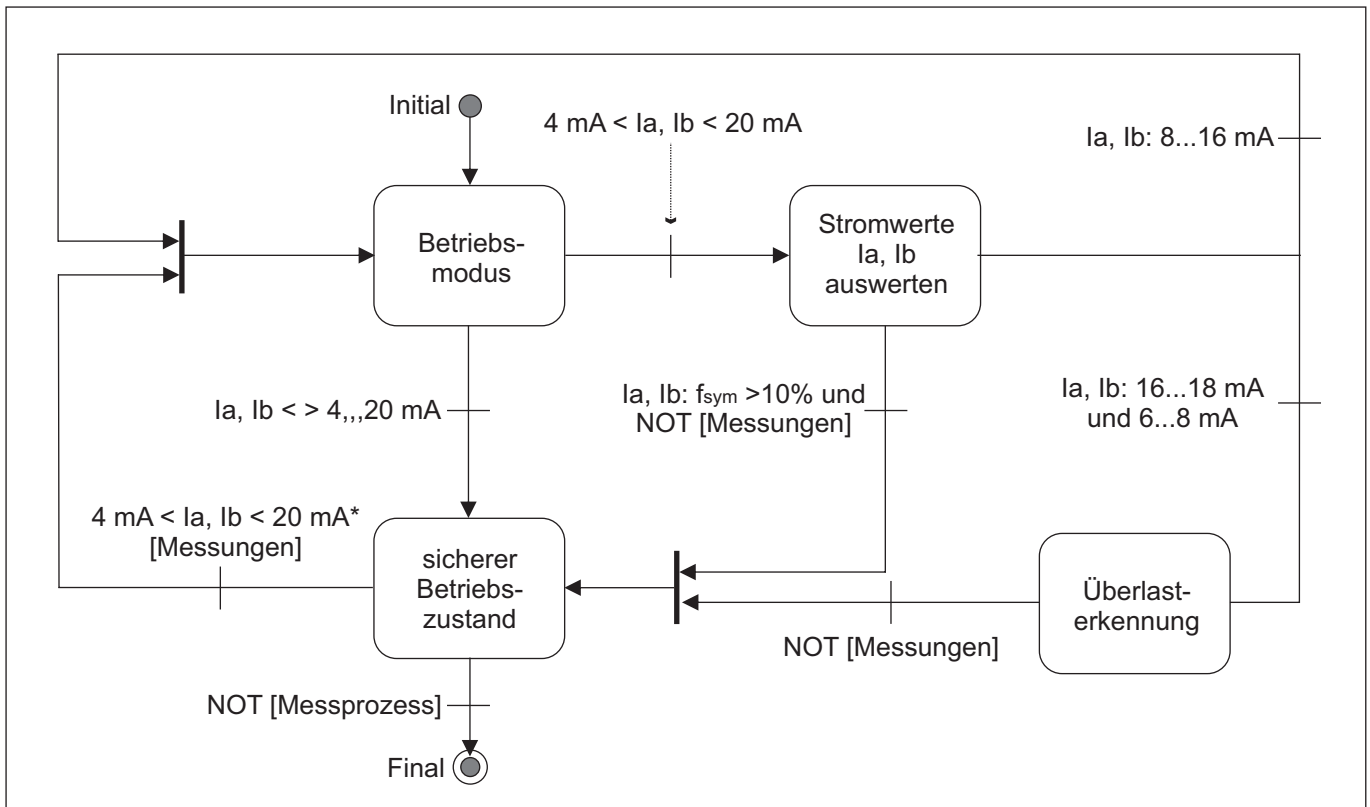 Initial
4 mA < Ia, Ib < 20 mA
Ia, Ib: 8...16 mA
Betriebs-
modus
Stromwerte
Ia, Ib
auswerten
Ia, Ib < > 4,,,20 mA
Ia, Ib: fsym >10% und
NOT [Messungen]
Ia, Ib: 16...18 mA
und 6...8 mA
4 mA < Ia, Ib < 20 mA*
[Messungen]
sicherer
Betriebs-
zustand
Überlast-
erkennung
NOT [Messungen]
NOT [Messprozess]
Final